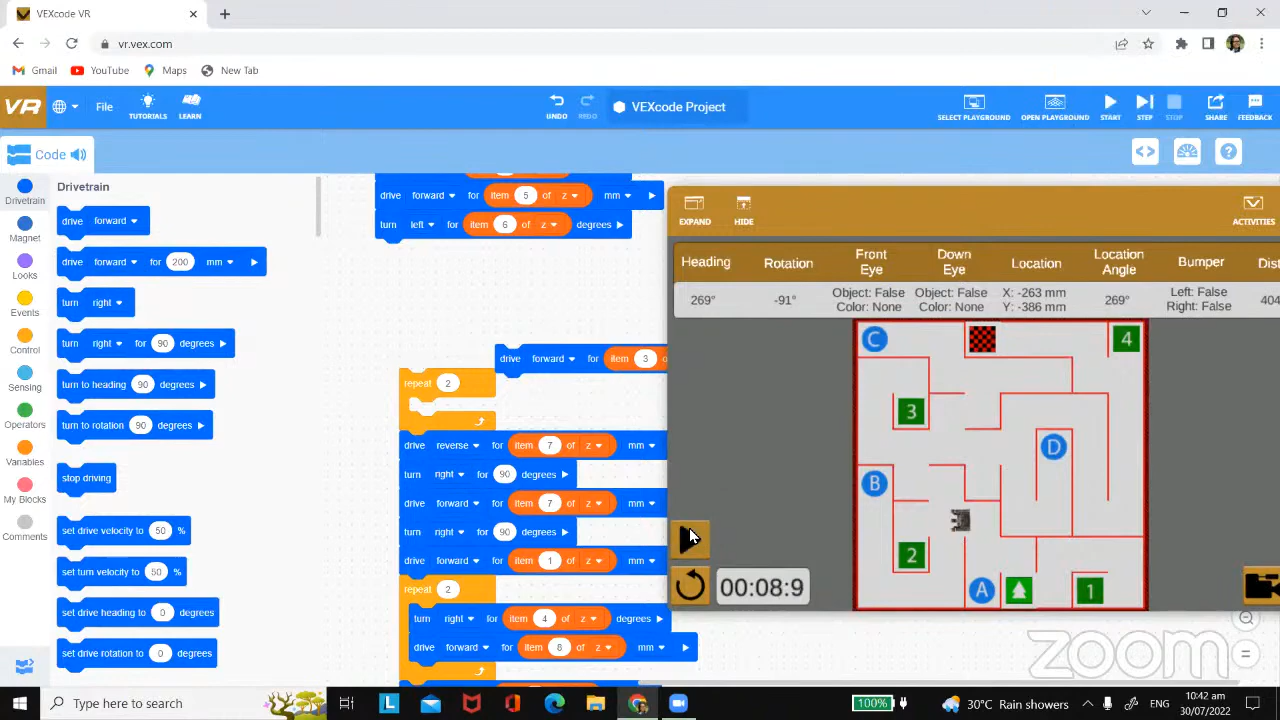 VEXcode VR
vr.vex.com
Gmail YouTube Maps New Tab
VR File TUTORIALS LEARN UNDO REDO VEXcode Project SELECT PLAYGROUND OPEN PLAYGROUND START STEP STOP SHARE FEEDBACK
Code
Drivetrain
Magnet
Looks
Events
Control
Sensing
Operators
Variables
My Blocks
Comments
Drivetrain
drive forward
drive forward for 200 mm
turn right
turn right for 90 degrees
turn to heading 90 degrees
turn to rotation 90 degrees
stop driving
set drive velocity to 50 %
set turn velocity to 50 %
set drive heading to 0 degrees
set drive rotation to 0 degrees
drive forward for item 5 of z mm
turn left for item 6 of z degrees
drive forward for item 3
repeat 2
drive reverse for item 7 of z mm
turn right for 90 degrees
drive forward for item 7 of z mm
turn right for 90 degrees
drive forward for item 1 of z mm
repeat 2
turn right for item 4 of z degrees
drive forward for item 8 of z mm
EXPAND HIDE ACTIVITIES
Heading Rotation Front Eye Down Eye Location Location Angle Bumper
269° -91° Object: False Color: None Object: False Color: None X: -263 mm Y: -386 mm 269° Left: False Right: False 404
C 4
3
D
B
2
A 1
00:08:9
zoom
Type here to search
100%
30°C Rain showers
10:42 am
30/07/2022